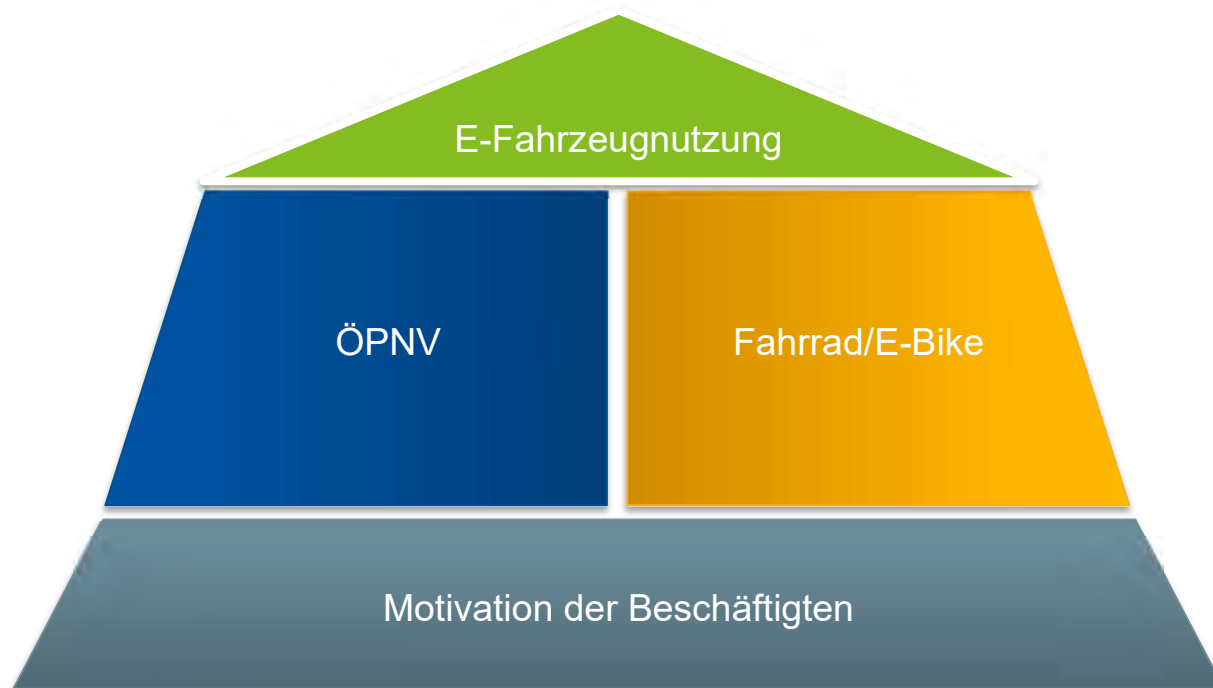 E-Fahrzeugnutzung
ÖPNV
Fahrrad/E-Bike
Motivation der Beschäftigten